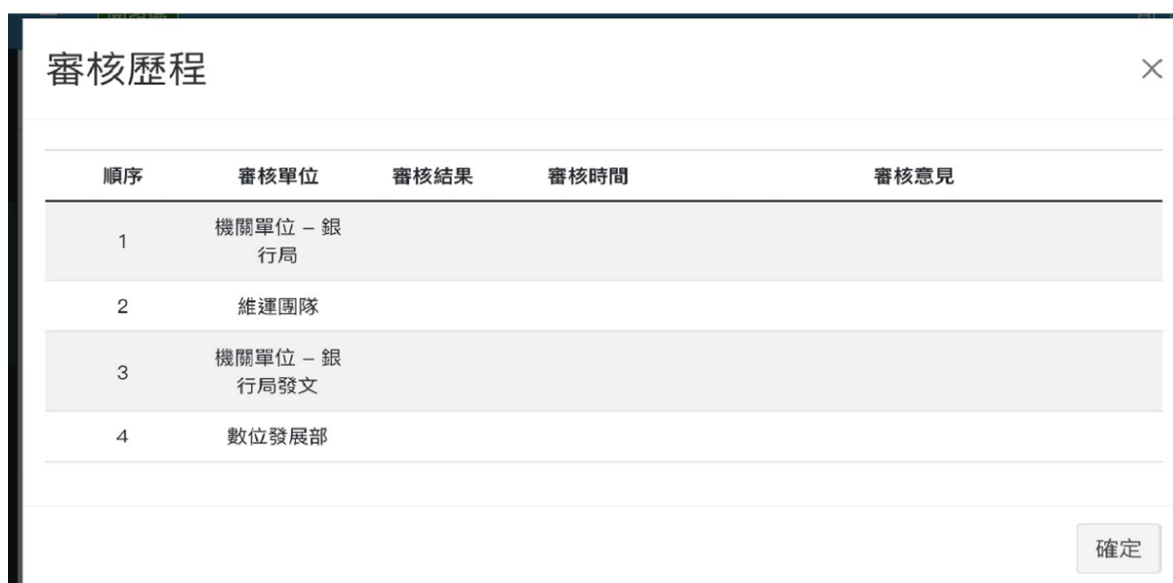 審核歷程
順序 審核單位 審核結果 審核時間 審核意見
1 機關單位 – 銀行局
2 維運團隊
3 機關單位 – 銀行局發文
4 數位發展部
確定